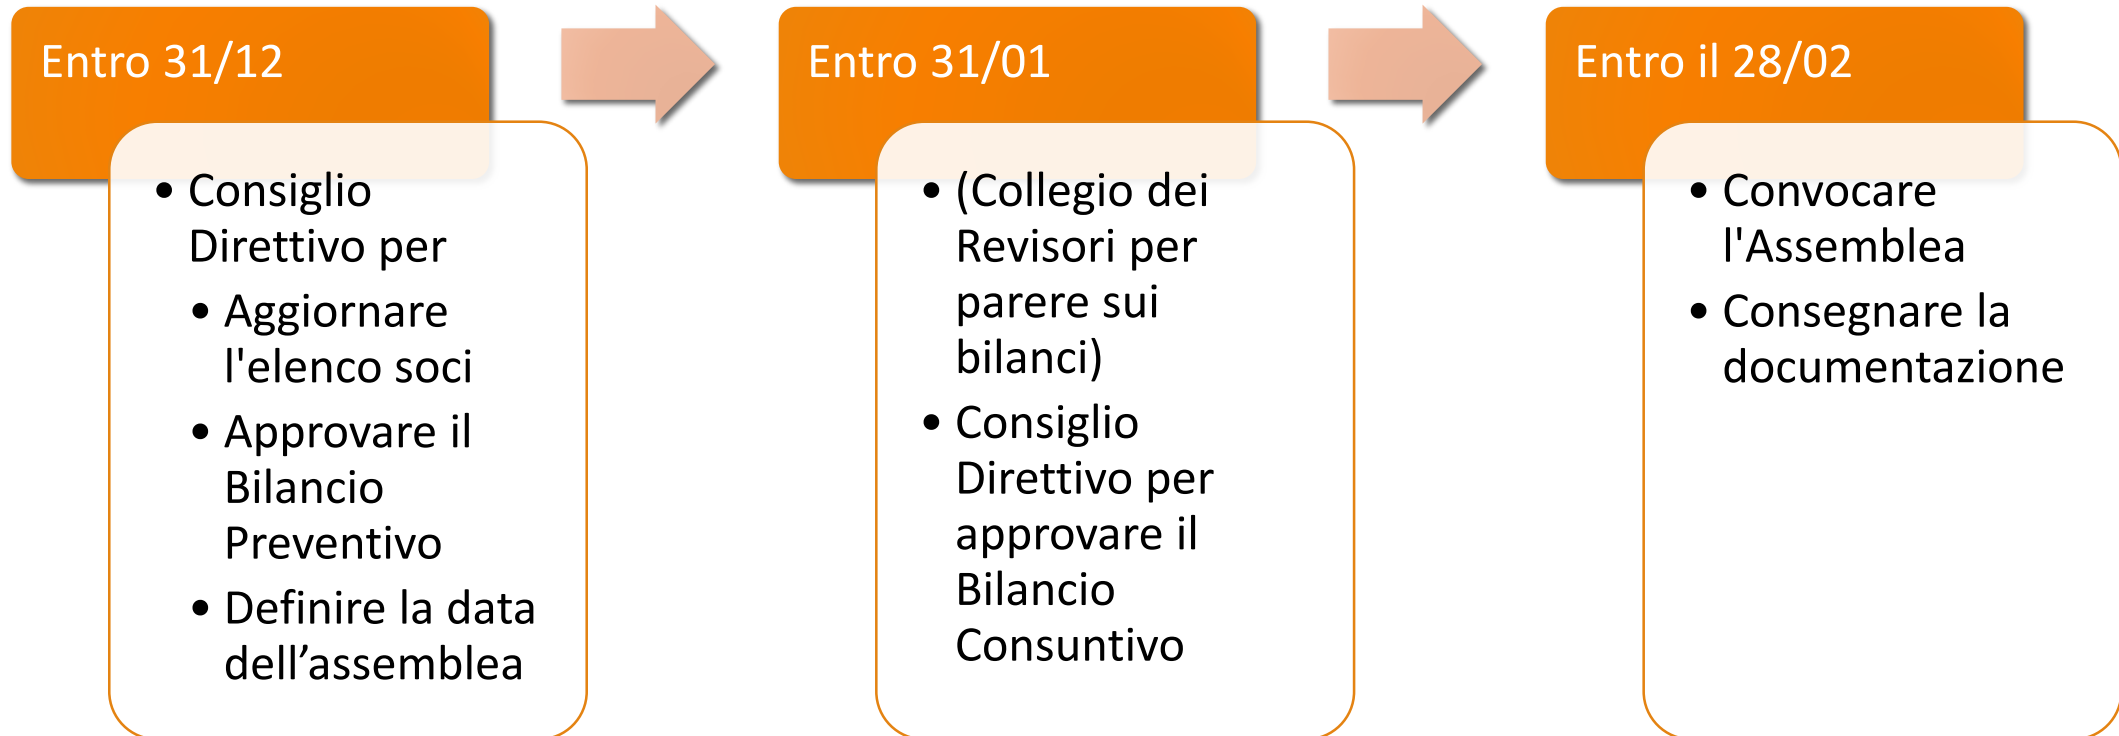 Entro 31/12
• Consiglio
Direttivo per
• Aggiornare
l'elenco soci
• Approvare il
Bilancio
Preventivo
• Definire la data
dell’assemblea
Entro 31/01
• (Collegio dei
Revisori per
parere sui
bilanci)
• Consiglio
Direttivo per
approvare il
Bilancio
Consuntivo
Entro il 28/02
• Convocare
l'Assemblea
• Consegnare la
documentazione